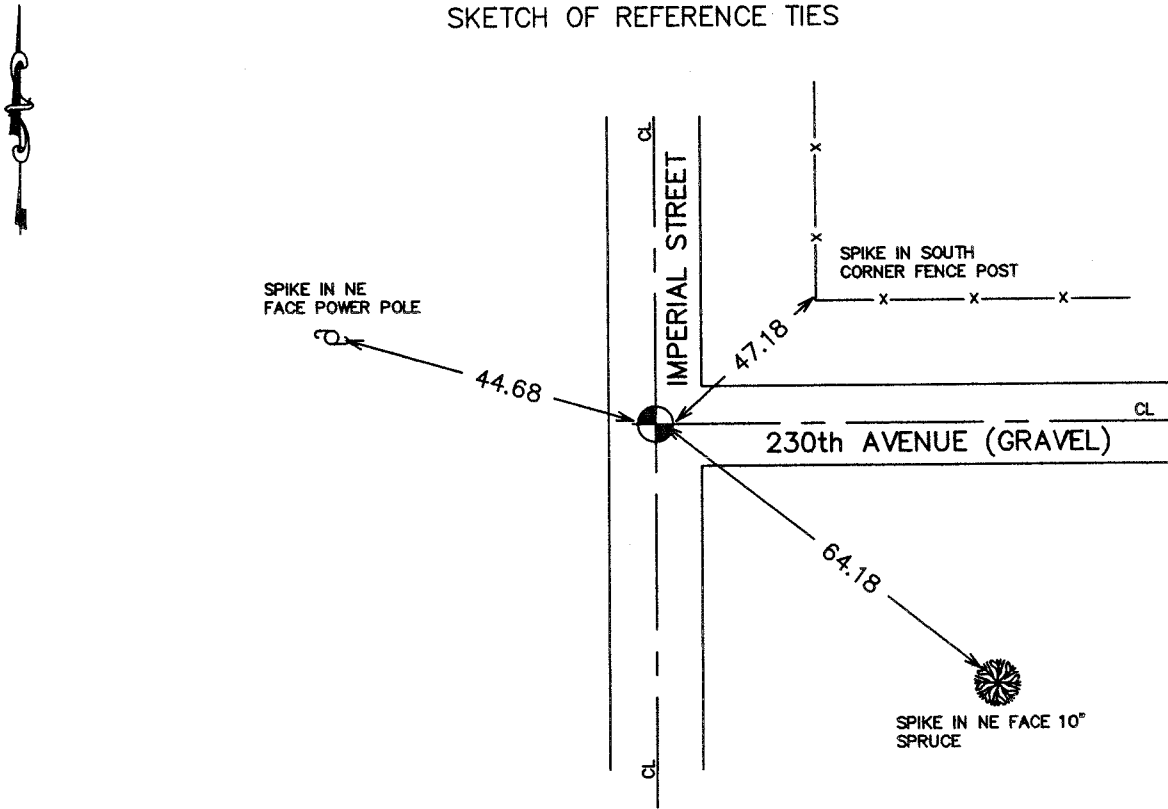 SKETCH OF REFERENCE TIES
CL
IMPERIAL STREET
SPIKE IN SOUTH
CORNER FENCE POST
SPIKE IN NE
FACE POWER POLE
47.18
44.68
CL
230th AVENUE (GRAVEL)
64.18
SPIKE IN NE FACE 10"
SPRUCE
CL